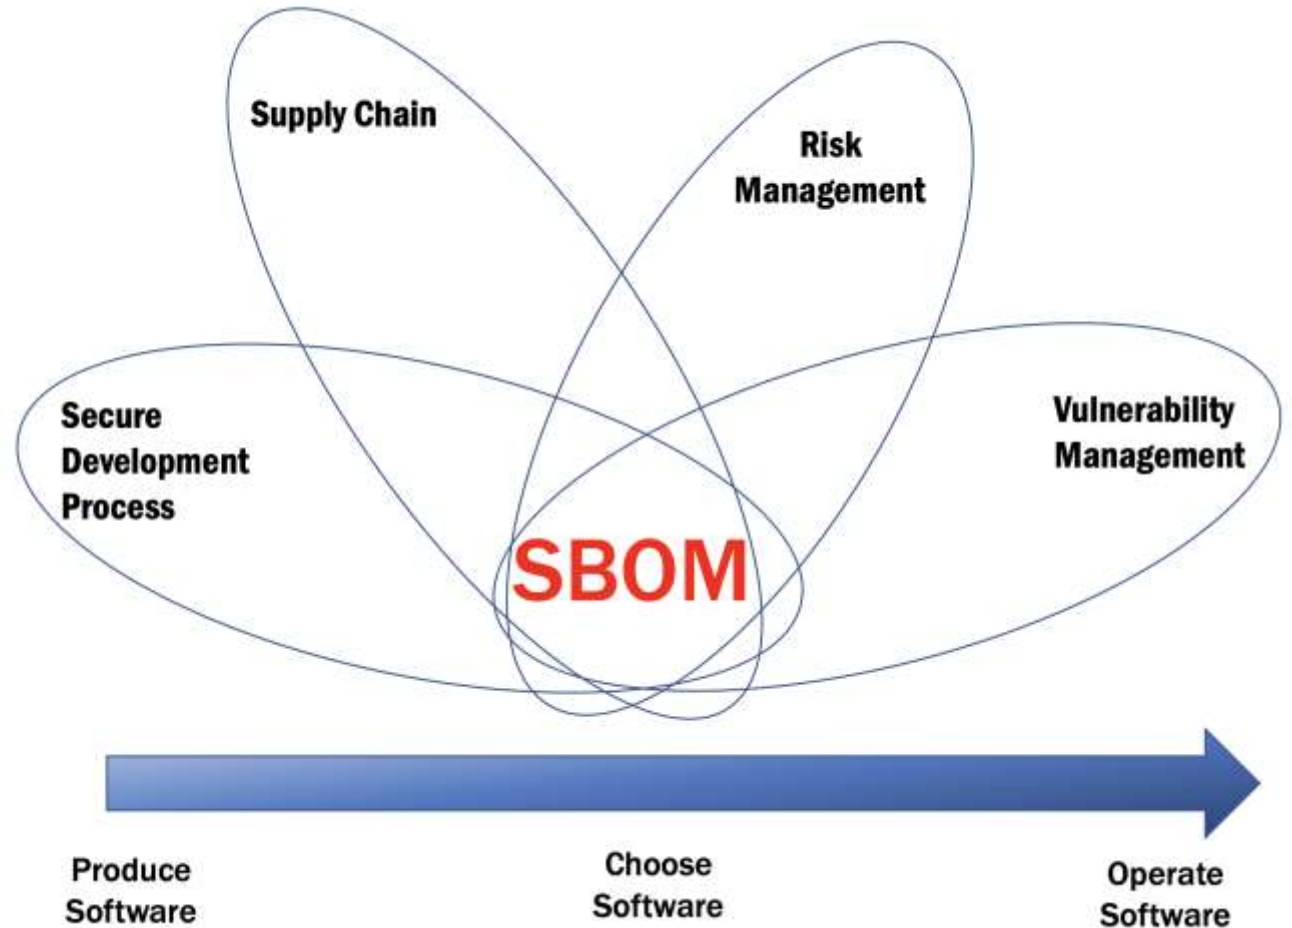 Supply Chain
Risk
Management
Secure
Development
Process
Vulnerability
Management
SBOM
Produce
Software
Choose
Software
Operate
Software